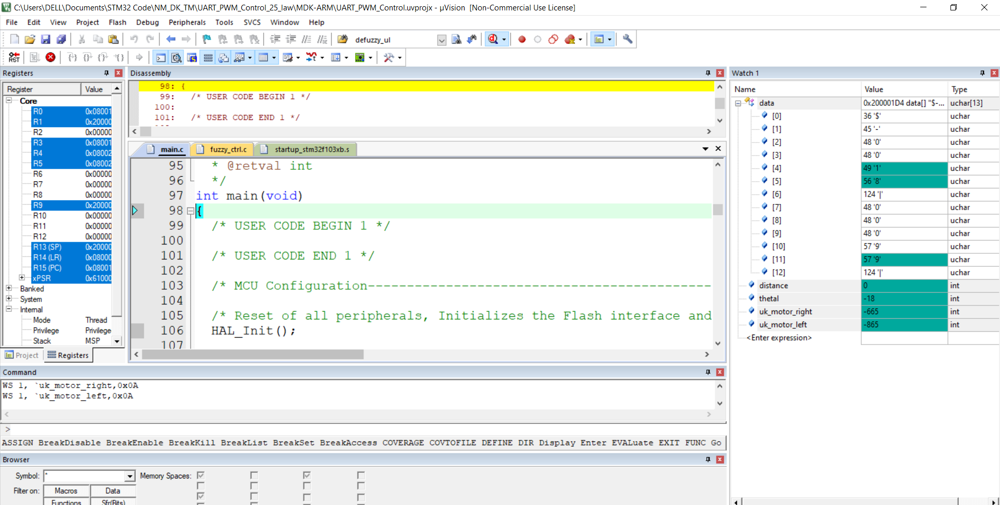 C:\Users\DELL\Documents\STM32 Code\NM_DK_TM\UART_PWM_Control_25_law\MDK-ARM\UART_PWM_Control.uvprojx - µVision [Non-Commercial Use License]
File Edit View Project Flash Debug Peripherals Tools SVCS Window Help
defuzzy_ul
RST
Registers
Register Value
Core
R0 0x08001
R1 0x20000
R2 0x00000
R3 0x08001
R4 0x08002
R5 0x08002
R6 0x00000
R7 0x00000
R8 0x00000
R9 0x20000
R10 0x00000
R11 0x00000
R12 0x00000
R13 (SP) 0x20000
R14 (LR) 0x08000
R15 (PC) 0x08001
xPSR 0x61000
Banked
System
Internal
Mode Thread
Privilege Privilege
Stack MSP
Project Registers
Disassembly
98: {
99: /* USER CODE BEGIN 1 */
100:
101: /* USER CODE END 1 */
main.c fuzzy_ctrl.c startup_stm32f103xb.s
95 * @retval int
96 */
97 int main(void)
98 {
99 /* USER CODE BEGIN 1 */
100
101 /* USER CODE END 1 */
102
103 /* MCU Configuration--------------------------------------------
104
105 /* Reset of all peripherals, Initializes the Flash interface and
106 HAL_Init();
107
Watch 1
Name Value Type
data 0x200001D4 data[] "$-... uchar[13]
[0] 36 '$' uchar
[1] 45 '-' uchar
[2] 48 '0' uchar
[3] 48 '0' uchar
[4] 49 '1' uchar
[5] 56 '8' uchar
[6] 124 '|' uchar
[7] 48 '0' uchar
[8] 48 '0' uchar
[9] 48 '0' uchar
[10] 57 '9' uchar
[11] 57 '9' uchar
[12] 124 '|' uchar
distance 0 int
thetal -18 int
uk_motor_right -665 int
uk_motor_left -865 int
<Enter expression>
Command
WS 1, `uk_motor_right,0x0A
WS 1, `uk_motor_left,0x0A
>
ASSIGN BreakDisable BreakEnable BreakKill BreakList BreakSet BreakAccess COVERAGE COVTOFILE DEFINE DIR Display Enter EVALuate EXIT FUNC Go
Browser
Symbol: * Memory Spaces:
Filter on: Macros Data
Functions Sfr(Bits)